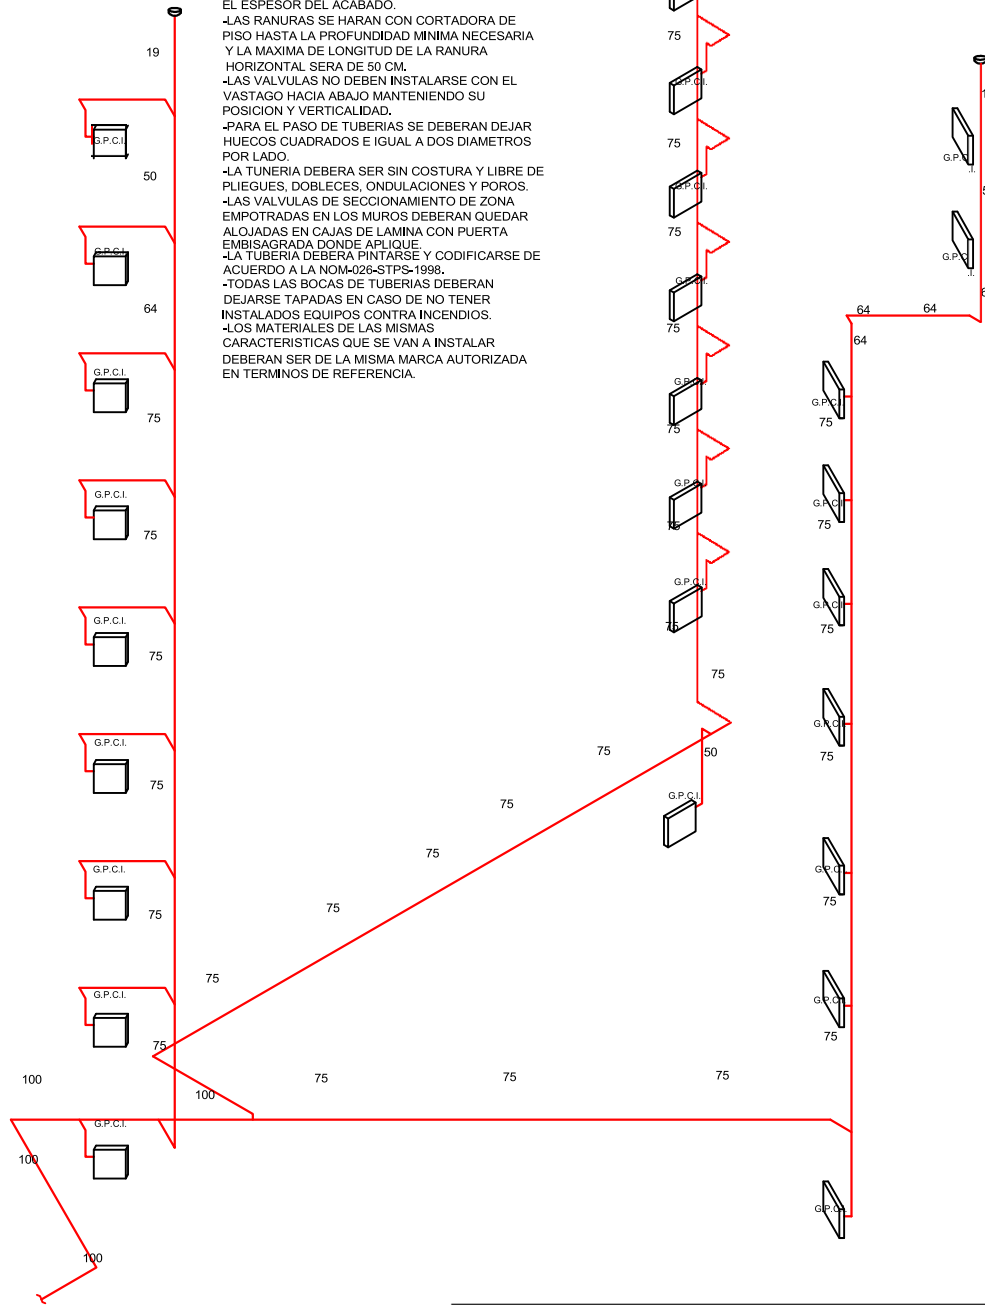 EL ESPESOR DEL ACABADO.
-LAS RANURAS SE HARAN CON CORTADORA DE
PISO HASTA LA PROFUNDIDAD MINIMA NECESARIA
Y LA MAXIMA DE LONGITUD DE LA RANURA
HORIZONTAL SERA DE 50 CM.
-LAS VALVULAS NO DEBEN INSTALARSE CON EL
VASTAGO HACIA ABAJO MANTENIENDO SU
POSICION Y VERTICALIDAD.
-PARA EL PASO DE TUBERIAS SE DEBERAN DEJAR
HUECOS CUADRADOS E IGUAL A DOS DIAMETROS
POR LADO.
-LA TUNERIA DEBERA SER SIN COSTURA Y LIBRE DE
PLIEGUES, DOBLECES, ONDULACIONES Y POROS.
-LAS VALVULAS DE SECCIONAMIENTO DE ZONA
EMPOTRADAS EN LOS MUROS DEBERAN QUEDAR
ALOJADAS EN CAJAS DE LAMINA CON PUERTA
EMBISAGRADA DONDE APLIQUE.
-LA TUBERIA DEBERA PINTARSE Y CODIFICARSE DE
ACUERDO A LA NOM-026-STPS-1998.
-TODAS LAS BOCAS DE TUBERIAS DEBERAN
DEJARSE TAPADAS EN CASO DE NO TENER
INSTALADOS EQUIPOS CONTRA INCENDIOS.
-LOS MATERIALES DE LAS MISMAS
CARACTERISTICAS QUE SE VAN A INSTALAR
DEBERAN SER DE LA MISMA MARCA AUTORIZADA
EN TERMINOS DE REFERENCIA.
19
G.P.C.I.
50
G.P.C.I.
64
G.P.C.I.
75
G.P.C.I.
75
G.P.C.I.
75
G.P.C.I.
75
G.P.C.I.
75
G.P.C.I.
75
100
100
G.P.C.I.
100
100
75
G.P.C.I.
75
G.P.C.I.
75
G.P.C.I.
75
G.P.C.I.
75
G.P.C.I.
75
G.P.C.I.
75
75
50
G.P.C.I.
75
75
75
75
75
75
75
75
G.P.C.I.
G.P.C.I.
64
64
64
G.P.C.I.
75
G.P.C.I.
75
G.P.C.I.
75
G.P.C.I.
75
G.P.C.I.
75
G.P.C.I.
75
G.P.C.I.